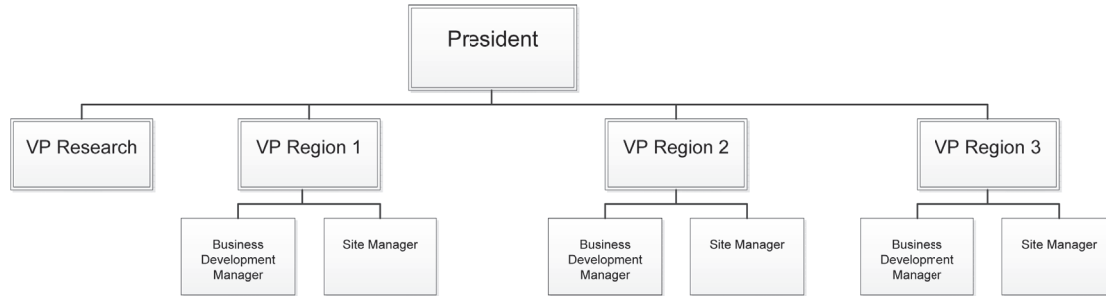 President
VP Research
VP Region 1
VP Region 2
VP Region 3
Business
Development
Manager
Site Manager
Business
Development
Manager
Site Manager
Business
Development
Manager
Site Manager